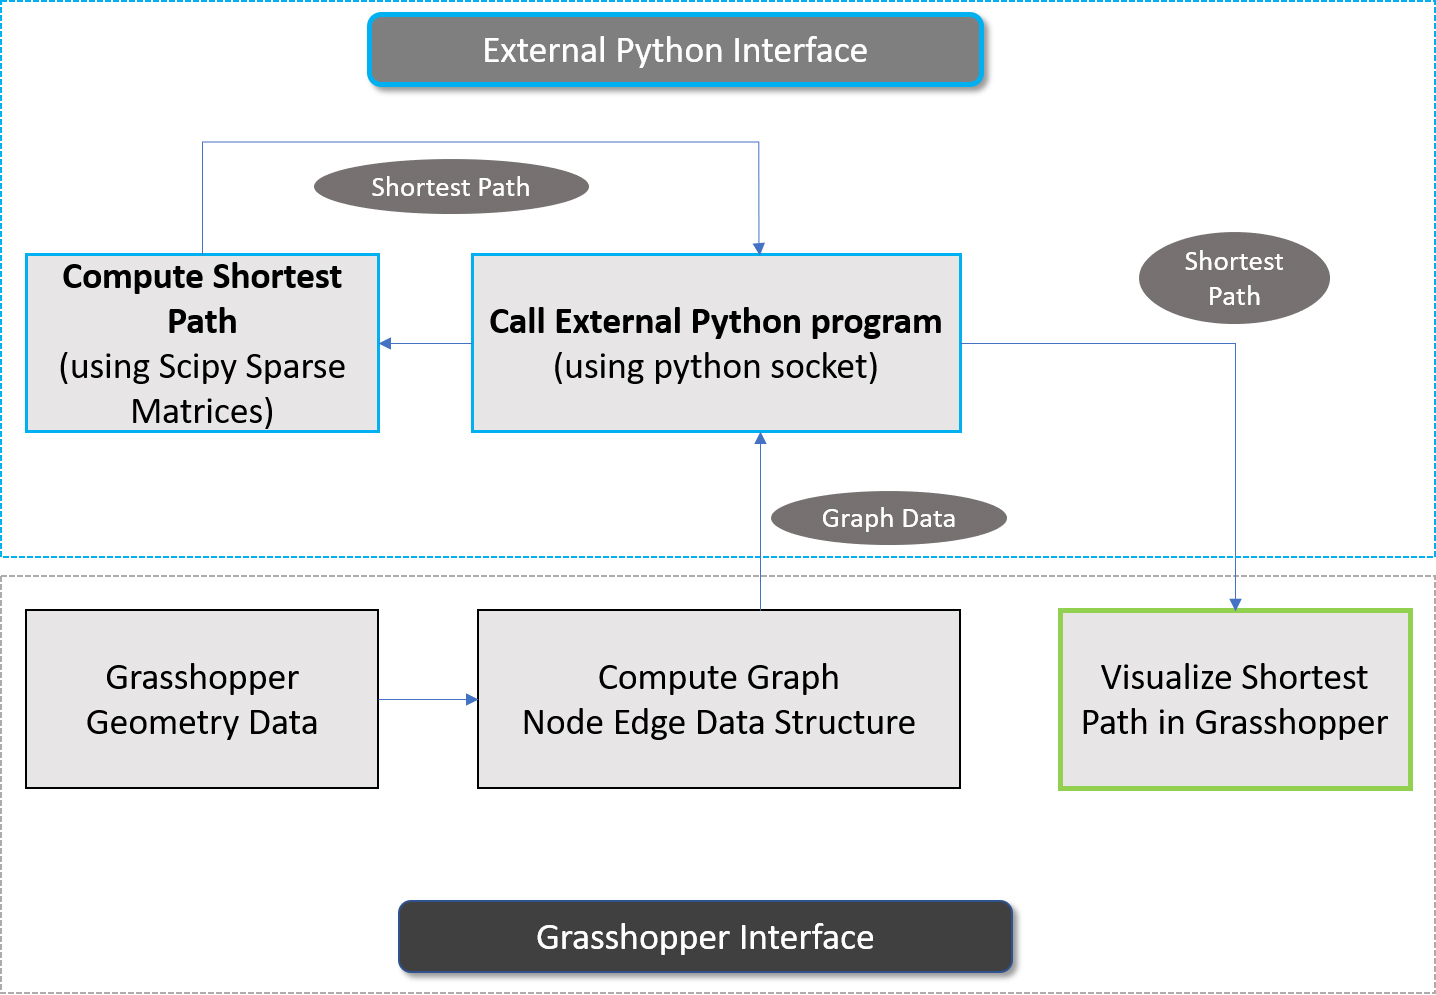 External Python Interface
Shortest Path
Shortest
Path
Compute Shortest
Path
(using Scipy Sparse
Matrices)
Call External Python program
(using python socket)
Graph Data
Grasshopper
Geometry Data
Compute Graph
Node Edge Data Structure
Visualize Shortest
Path in Grasshopper
Grasshopper Interface